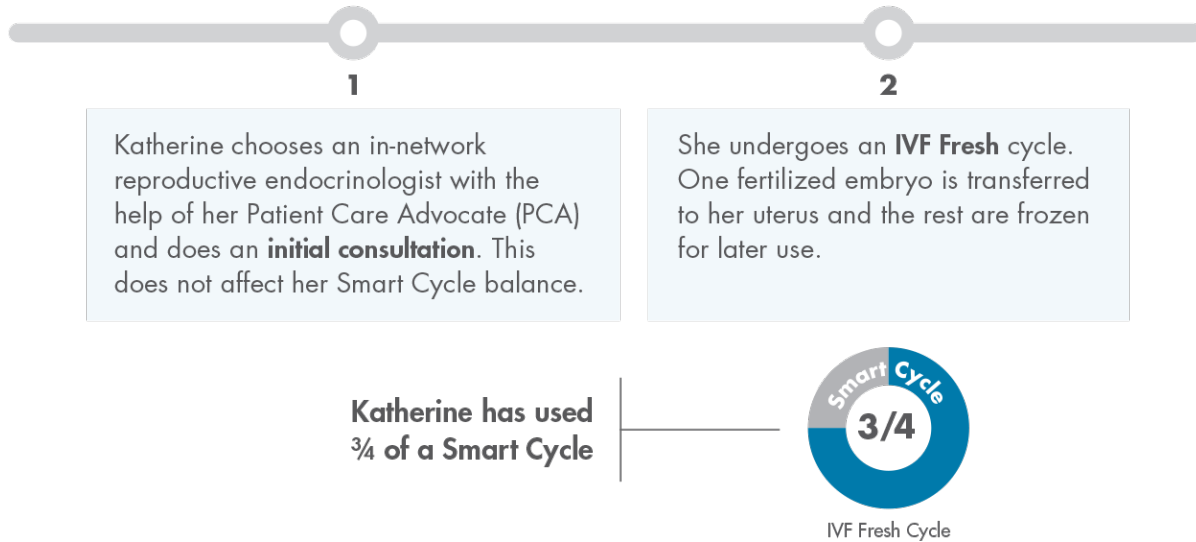 1
Katherine chooses an in-network
reproductive endocrinologist with the
help of her Patient Care Advocate (PCA)
and does an initial consultation. This
does not affect her Smart Cycle balance.
2
She undergoes an IVF Fresh cycle.
One fertilized embryo is transferred
to her uterus and the rest are frozen
for later use.
Katherine has used
¾ of a Smart Cycle
Smart Cycle
3/4
IVF Fresh Cycle